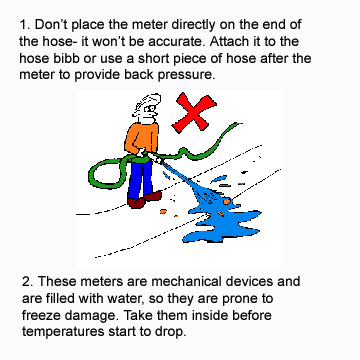 1. Don't place the meter directly on the end of
the hose- it won't be accurate. Attach it to the
hose bibb or use a short piece of hose after the
meter to provide back pressure.
2. These meters are mechanical devices and
are filled with water, so they are prone to
freeze damage. Take them inside before
temperatures start to drop.